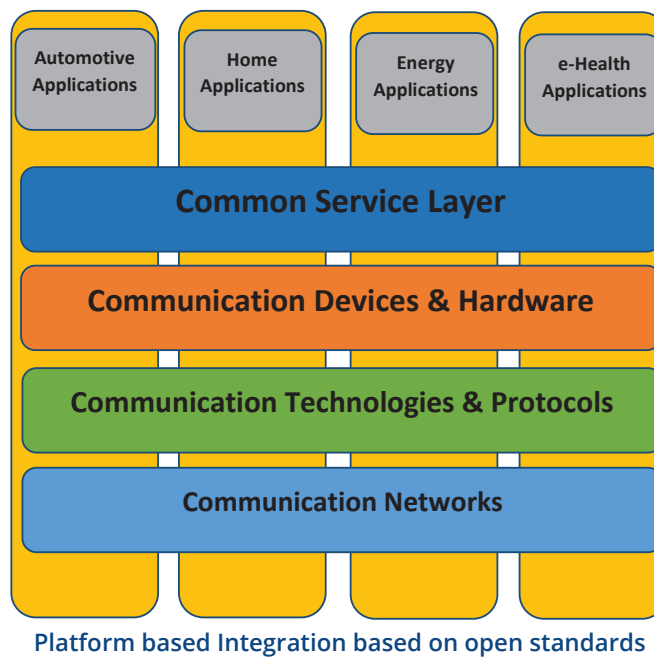 Automotive
Applications
Home
Applications
Energy
Applications
e-Health
Applications
Common Service Layer
Communication Devices & Hardware
Communication Technologies & Protocols
Communication Networks
Platform based Integration based on open standards